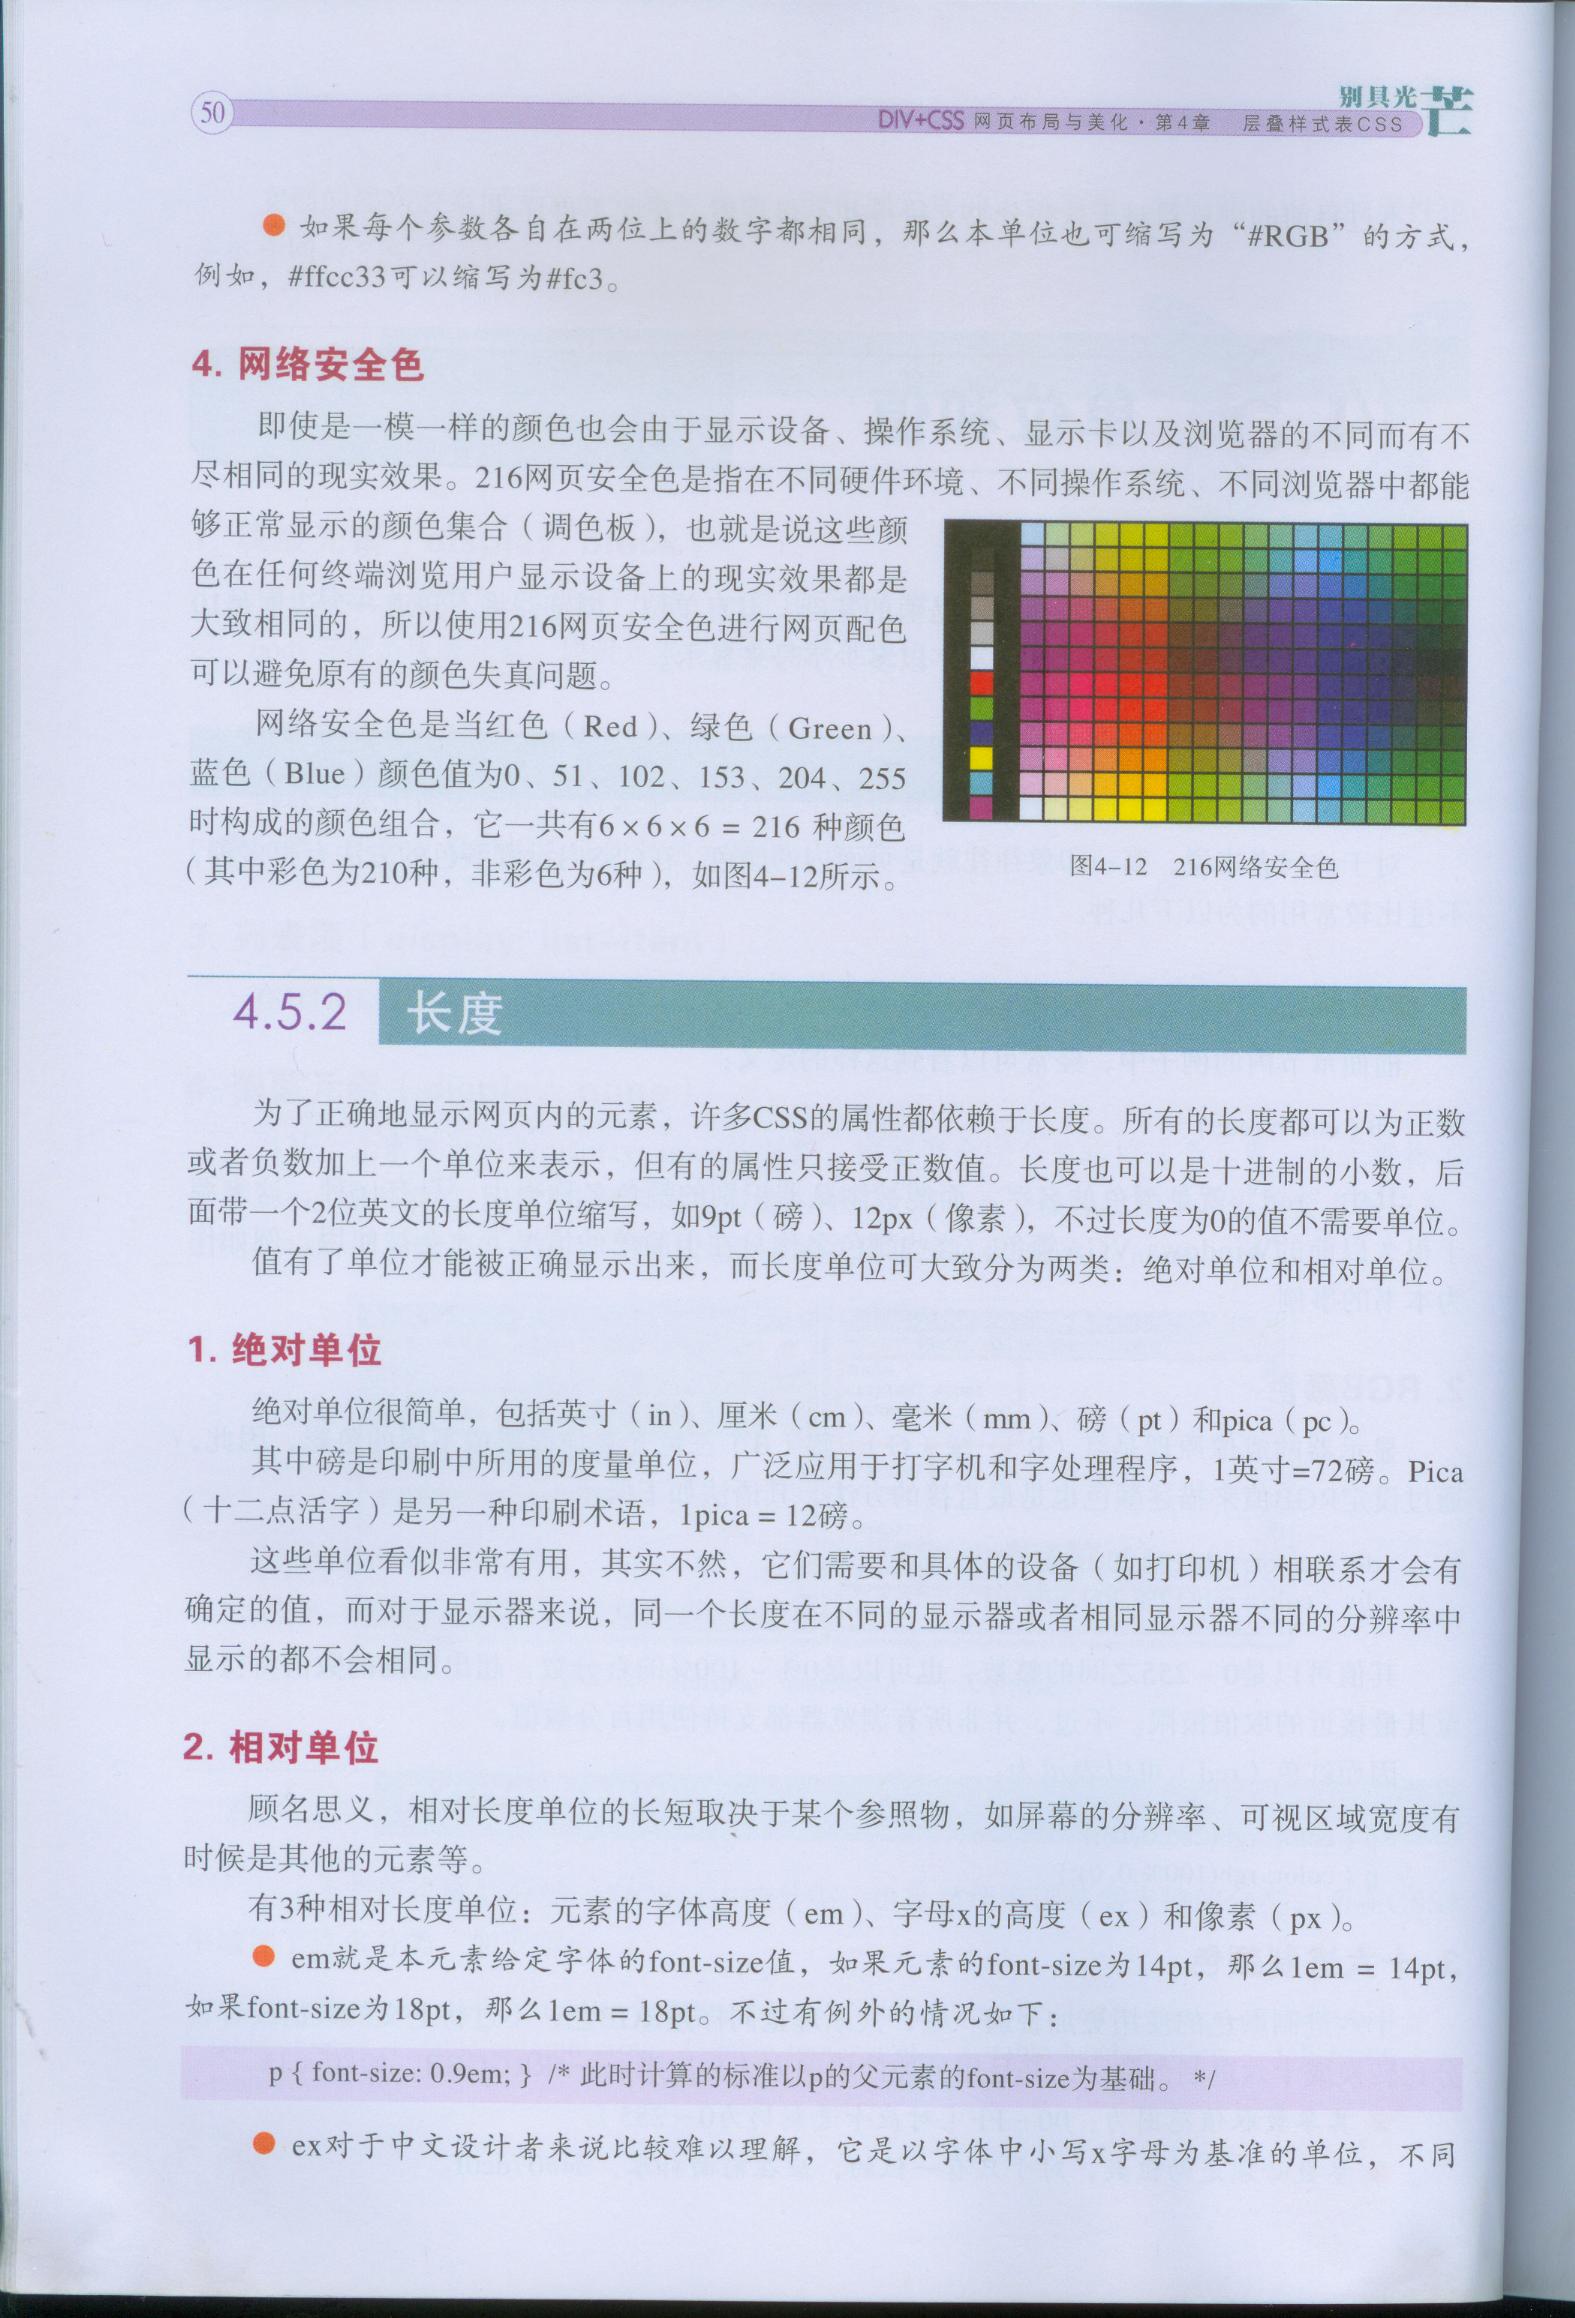 50
别具光芒
DIV+CSS 网页布局与美化·第4章 层叠样式表CSS
● 如果每个参数各自在两位上的数字都相同，那么本单位也可缩写为“#RGB”的方式，
例如，#ffcc33可以缩写为#fc3。
4. 网络安全色
即使是一模一样的颜色也会由于显示设备、操作系统、显示卡以及浏览器的不同而有不
尽相同的现实效果。216网页安全色是指在不同硬件环境、不同操作系统、不同浏览器中都能
够正常显示的颜色集合（调色板），也就是说这些颜
色在任何终端浏览用户显示设备上的现实效果都是
大致相同的，所以使用216网页安全色进行网页配色
可以避免原有的颜色失真问题。
网络安全色是当红色（Red）、绿色（Green）、
蓝色（Blue）颜色值为0、51、102、153、204、255
时构成的颜色组合，它一共有6×6×6 = 216 种颜色
（其中彩色为210种，非彩色为6种），如图4-12所示。
图4-12 216网络安全色
4.5.2 长度
为了正确地显示网页内的元素，许多CSS的属性都依赖于长度。所有的长度都可以为正数
或者负数加上一个单位来表示，但有的属性只接受正数值。长度也可以是十进制的小数，后
面带一个2位英文的长度单位缩写，如9pt（磅）、12px（像素），不过长度为0的值不需要单位。
值有了单位才能被正确显示出来，而长度单位可大致分为两类：绝对单位和相对单位。
1. 绝对单位
绝对单位很简单，包括英寸（in）、厘米（cm）、毫米（mm）、磅（pt）和pica（pc）。
其中磅是印刷中所用的度量单位，广泛应用于打字机和字处理程序，1英寸=72磅。Pica
（十二点活字）是另一种印刷术语，1pica = 12磅。
这些单位看似非常有用，其实不然，它们需要和具体的设备（如打印机）相联系才会有
确定的值，而对于显示器来说，同一个长度在不同的显示器或者相同显示器不同的分辨率中
显示的都不会相同。
2. 相对单位
顾名思义，相对长度单位的长短取决于某个参照物，如屏幕的分辨率、可视区域宽度有
时候是其他的元素等。
有3种相对长度单位：元素的字体高度（em）、字母x的高度（ex）和像素（px）。
● em就是本元素给定字体的font-size值，如果元素的font-size为14pt，那么1em = 14pt，
如果font-size为18pt，那么1em = 18pt。不过有例外的情况如下：
p { font-size: 0.9em; } /* 此时计算的标准以p的父元素的font-size为基础。 */
● ex对于中文设计者来说比较难以理解，它是以字体中小写x字母为基准的单位，不同